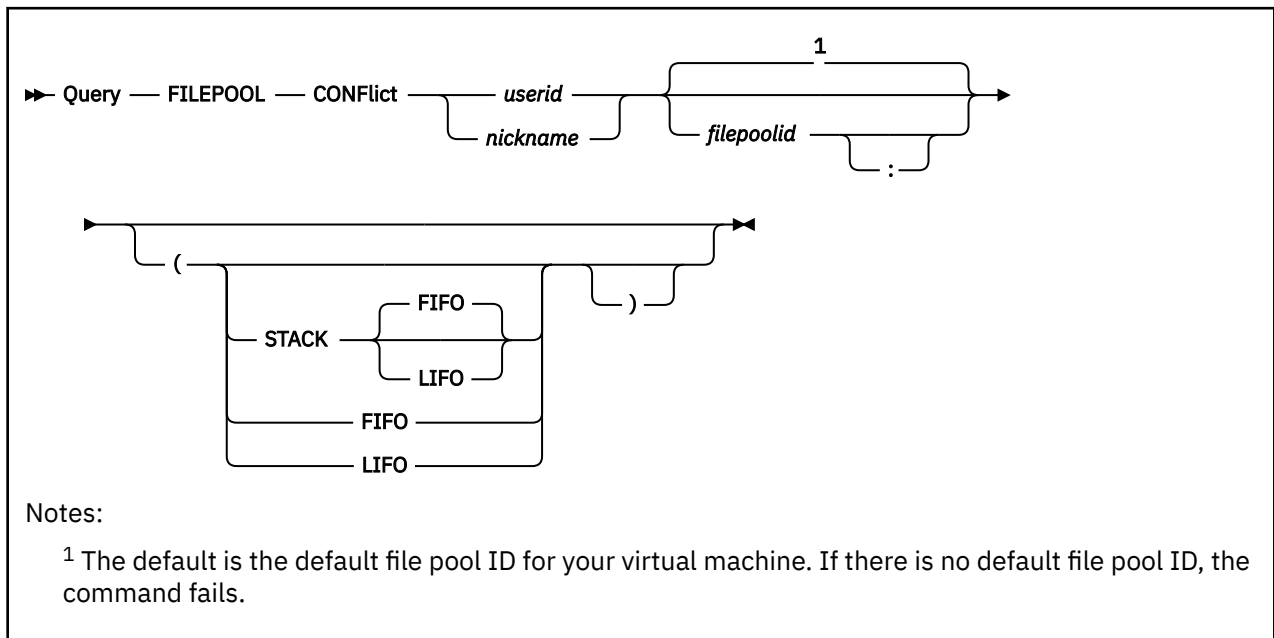 1
Query FILEPOOL CONFlict userid
nickname filepoolid
:
(
FIFO
STACK
LIFO
)
FIFO
LIFO
Notes:
1 The default is the default file pool ID for your virtual machine. If there is no default file pool ID, the
command fails.